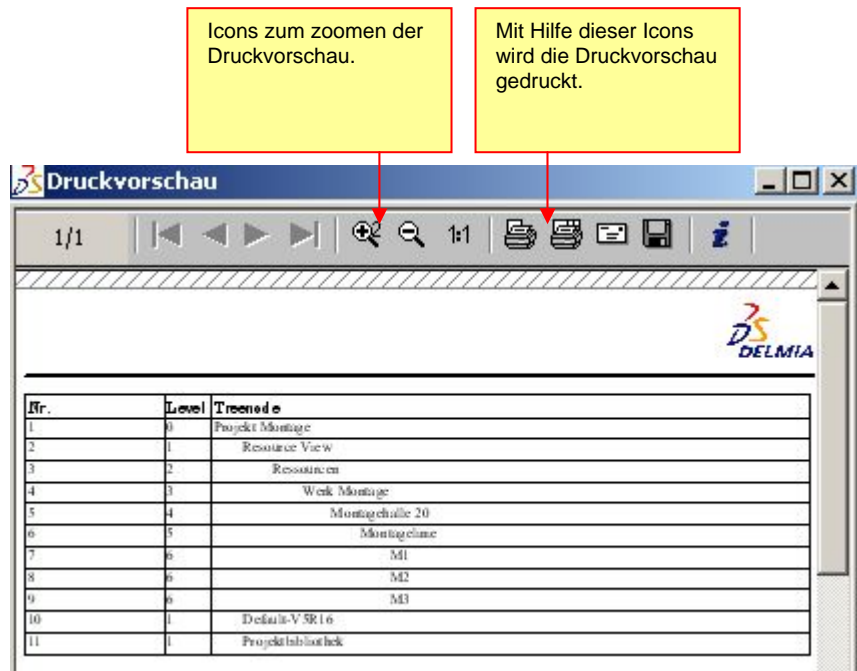 Icons zum zoomen der
Druckvorschau.
Mit Hilfe dieser Icons
wird die Druckvorschau
gedruckt.
Druckvorschau
1/1 2 1:1 i
DS
DELMIA
Nr. Level Treenode
1 0 Projekt Montage
2 1 Resource View
3 2 Ressourcen
4 3 Werk Montage
5 4 Montagehalle 20
6 5 Montagelinie
7 6 M1
8 6 M2
9 6 M3
10 1 Default-V5R16
11 1 Projektbibliothek